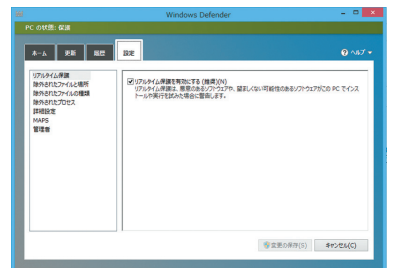 Windows Defender
PC の状態: 保護
ホーム 更新 履歴 設定 ヘルプ
リアルタイム保護
除外されたファイルと場所
除外されたファイルの種類
除外されたプロセス
詳細設定
MAPS
管理者
リアルタイム保護を有効にする (推奨)(N)
リアルタイム保護は、悪意のあるソフトウェアや、望ましくない可能性のあるソフトウェアがこの PC でインス
トールや実行を試みた場合に警告します。
変更の保存(S) キャンセル(C)